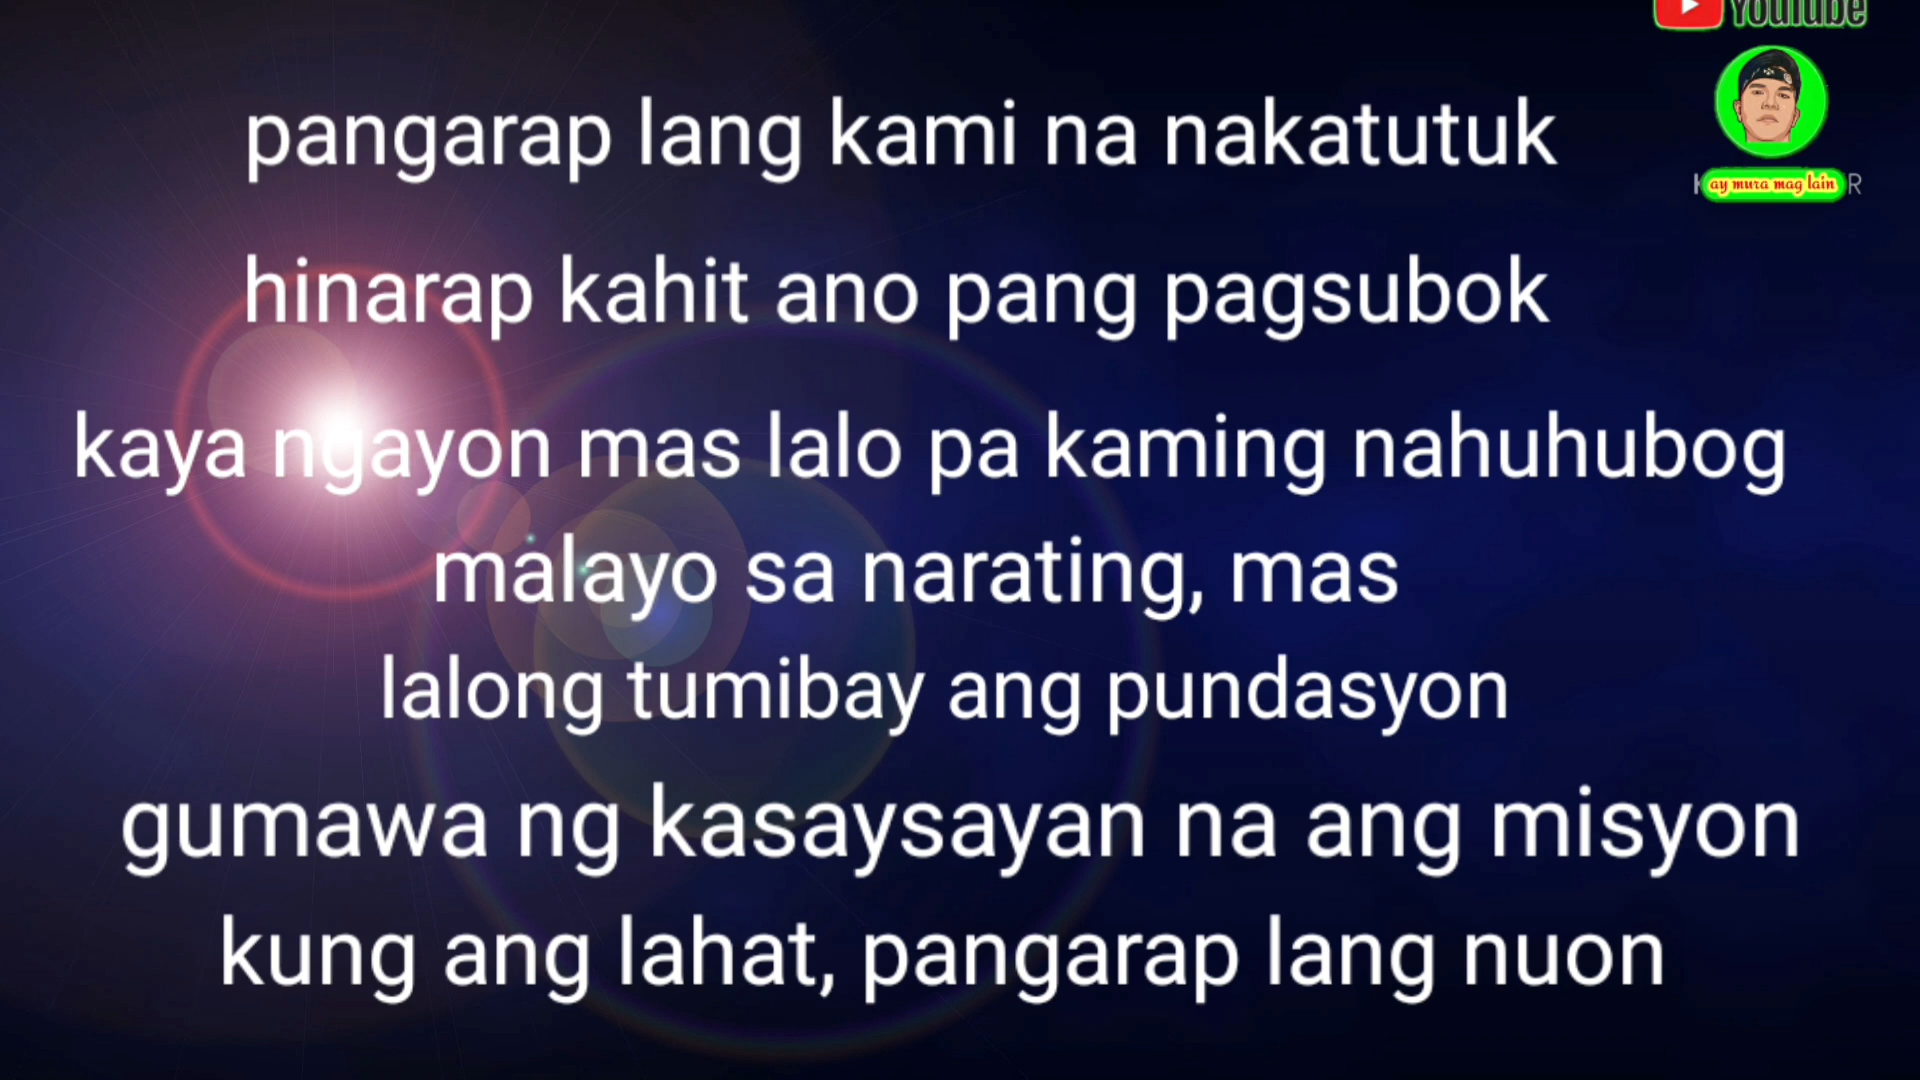 YouTube
pangarap lang kami na nakatutuk
ay mura mag lain
hinarap kahit ano pang pagsubok
kaya ngayon mas lalo pa kaming nahuhubog
malayo sa narating, mas
lalong tumibay ang pundasyon
gumawa ng kasaysayan na ang misyon
kung ang lahat, pangarap lang nuon